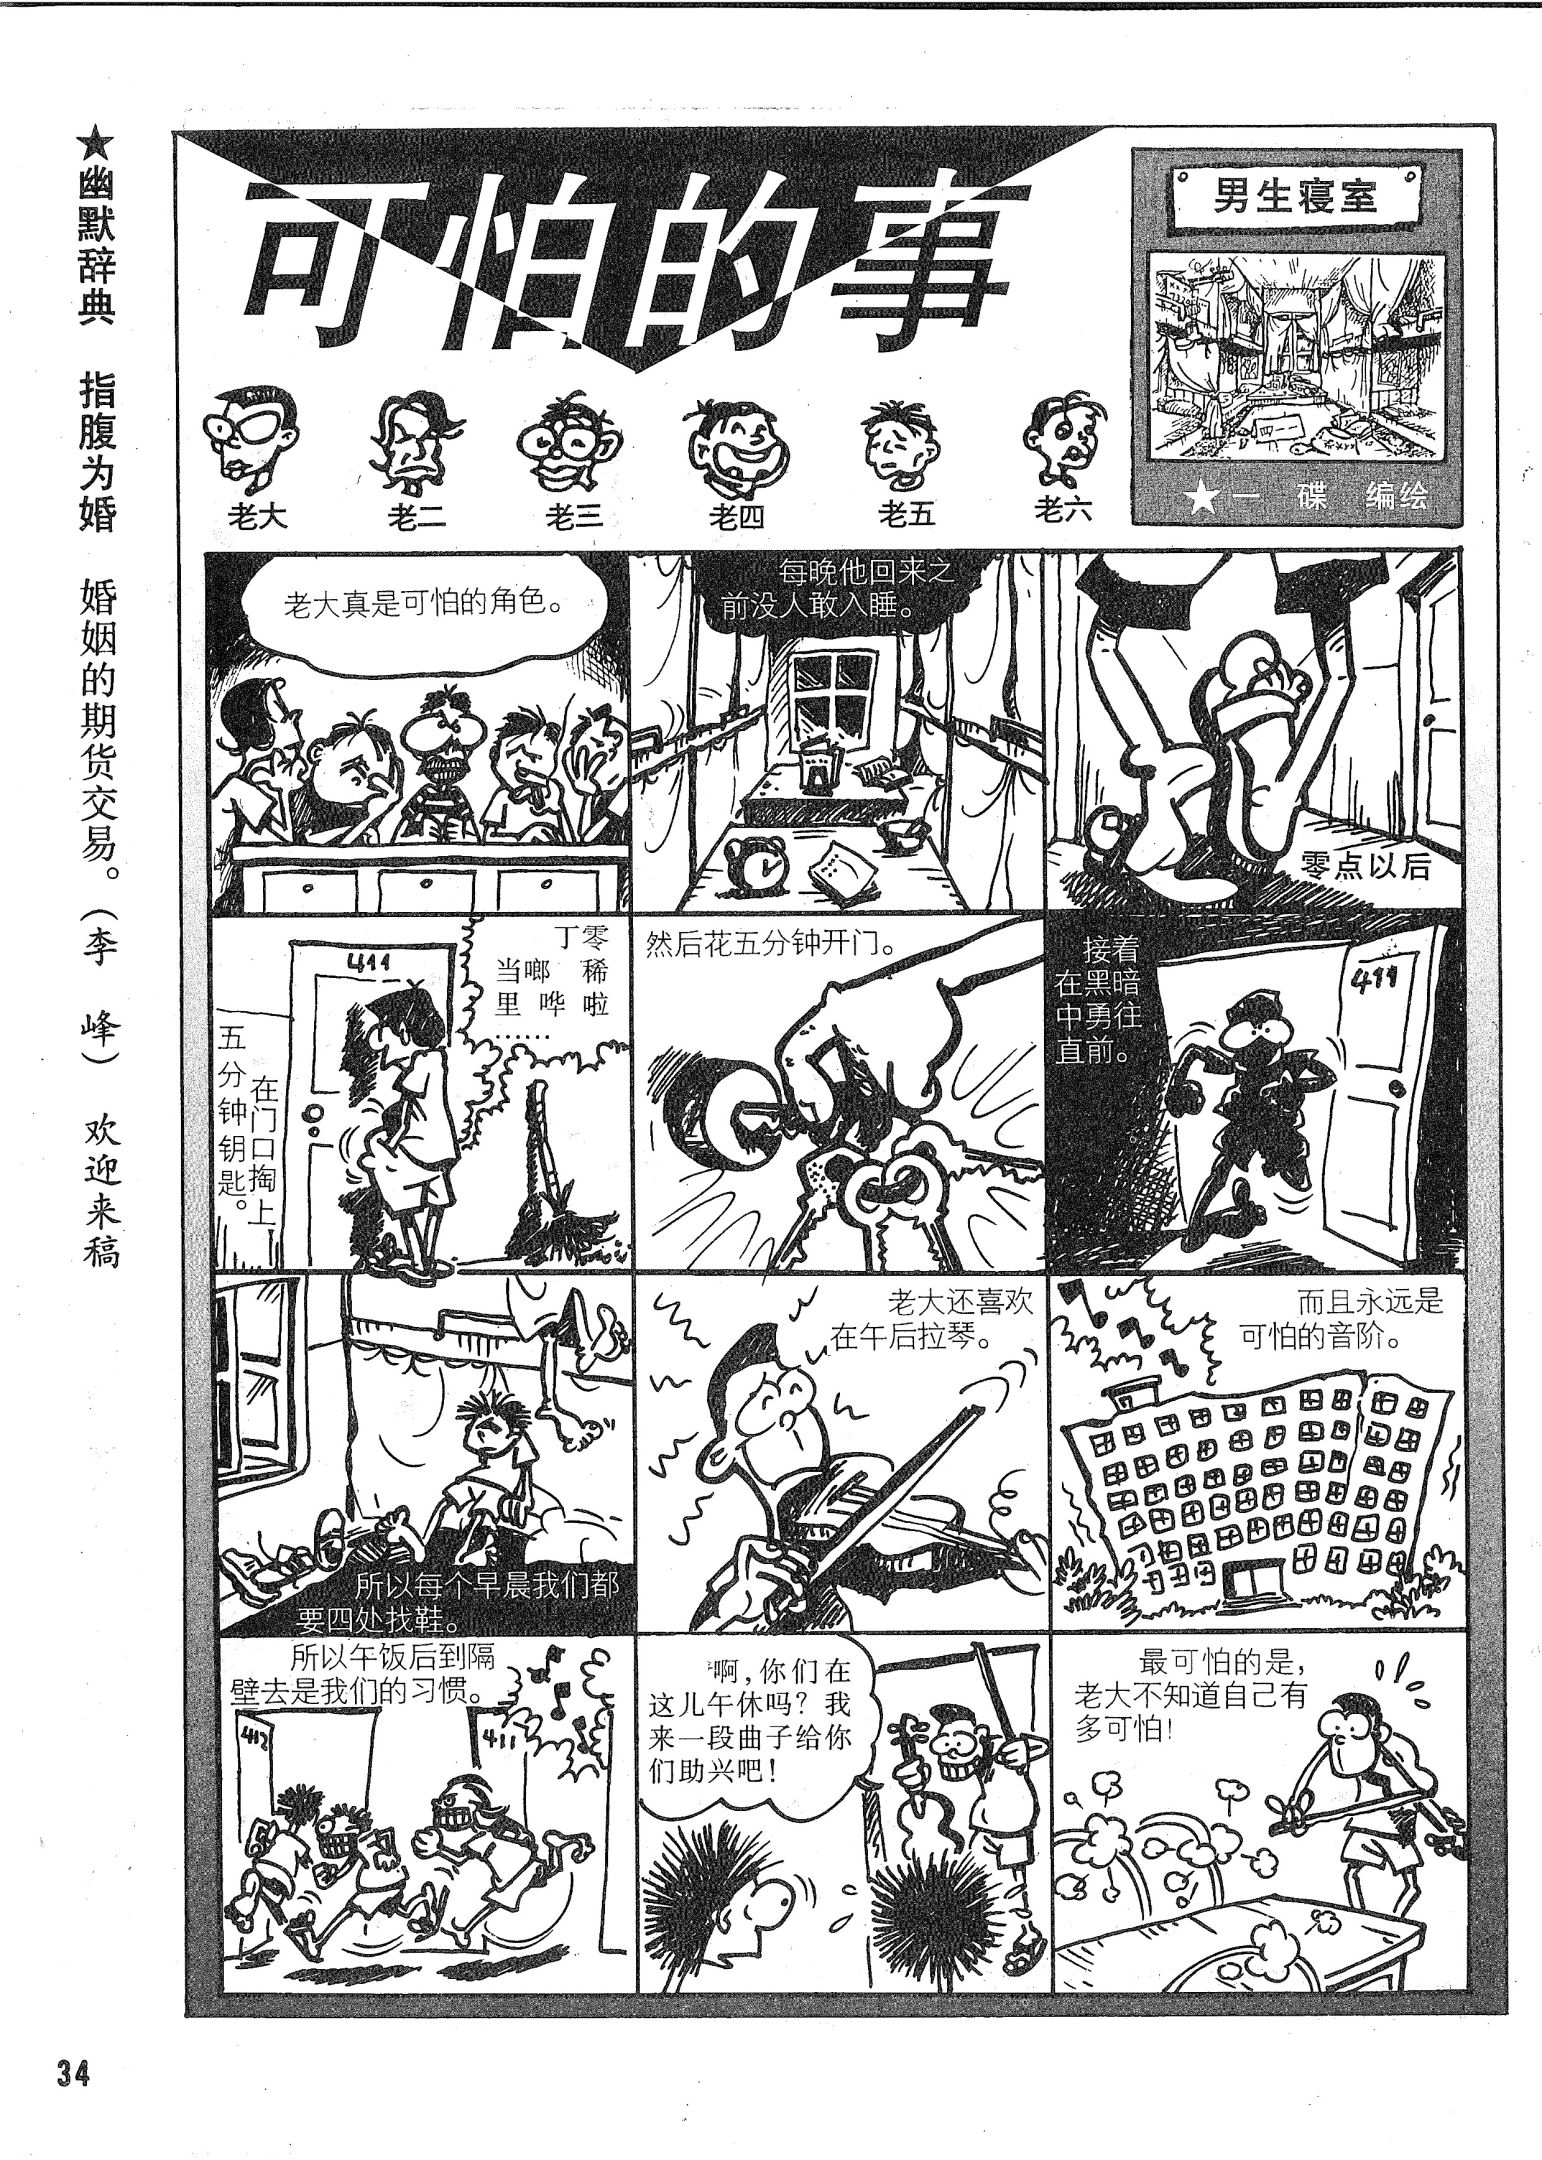 ★幽默辞典　指腹为婚　婚姻的期货交易。（李　峰）　欢迎来稿
可怕的事
男生寝室
★一　碟　编绘
老大
老二
老三
老四
老五
老六
老大真是可怕的角色。
每晚他回来之
前没人敢入睡。
零点以后
411
在门口掏上
五分钟钥匙。
丁零
当啷　稀
里　哗　啦
……
然后花五分钟开门。
接着
在黑暗
中勇往
直前。
411
所以每个早晨我们都
要四处找鞋。
老大还喜欢
在午后拉琴。
而且永远是
可怕的音阶。
所以午饭后到隔
壁去是我们的习惯。
412
411
啊，你们在
这儿午休吗？我
来一段曲子给你
们助兴吧！
最可怕的是，
老大不知道自己有
多可怕！
34